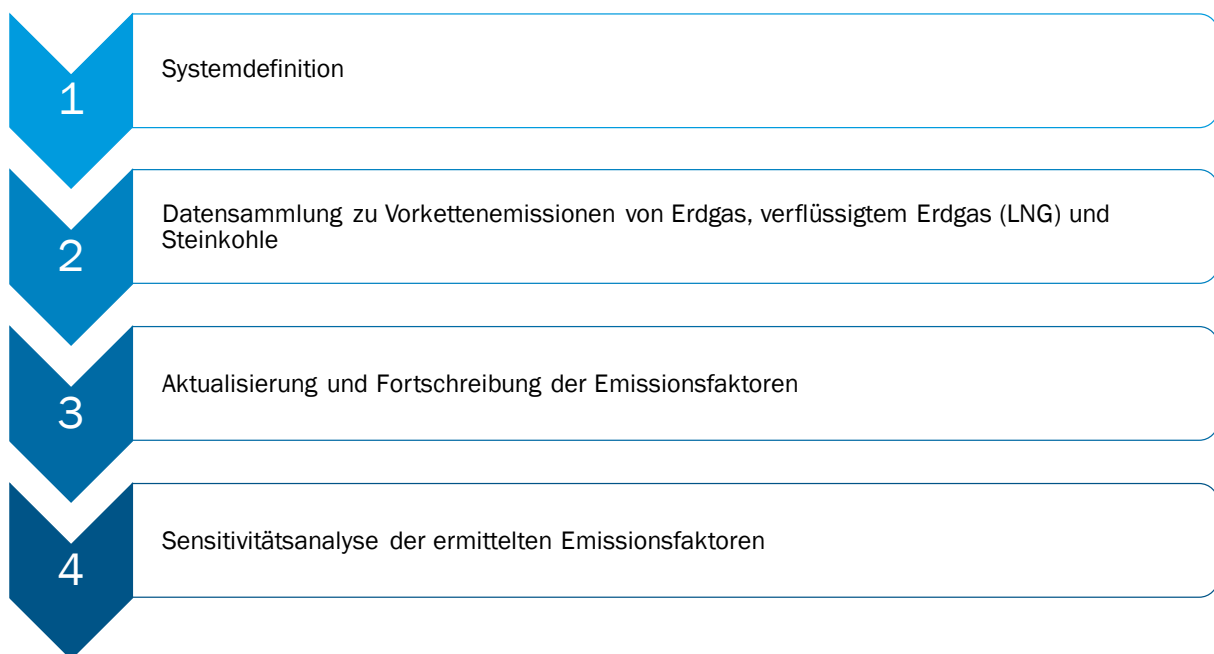 1
Systemdefinition
2
Datensammlung zu Vorkettenemissionen von Erdgas, verflüssigtem Erdgas (LNG) und
Steinkohle
3
Aktualisierung und Fortschreibung der Emissionsfaktoren
4
Sensitivitätsanalyse der ermittelten Emissionsfaktoren